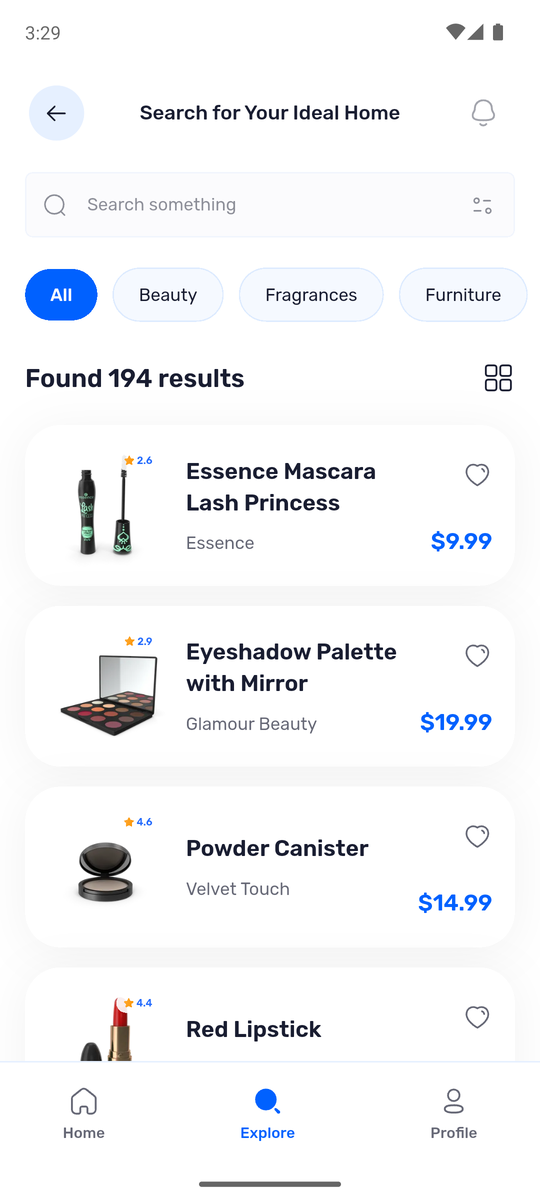 3:29
Search for Your Ideal Home
Search something
All
Beauty
Fragrances
Furniture
Found 194 results
2.6
Essence Mascara
Lash Princess
Essence
$9.99
2.9
Eyeshadow Palette
with Mirror
Glamour Beauty
$19.99
4.6
Powder Canister
Velvet Touch
$14.99
4.4
Red Lipstick
Home
Explore
Profile